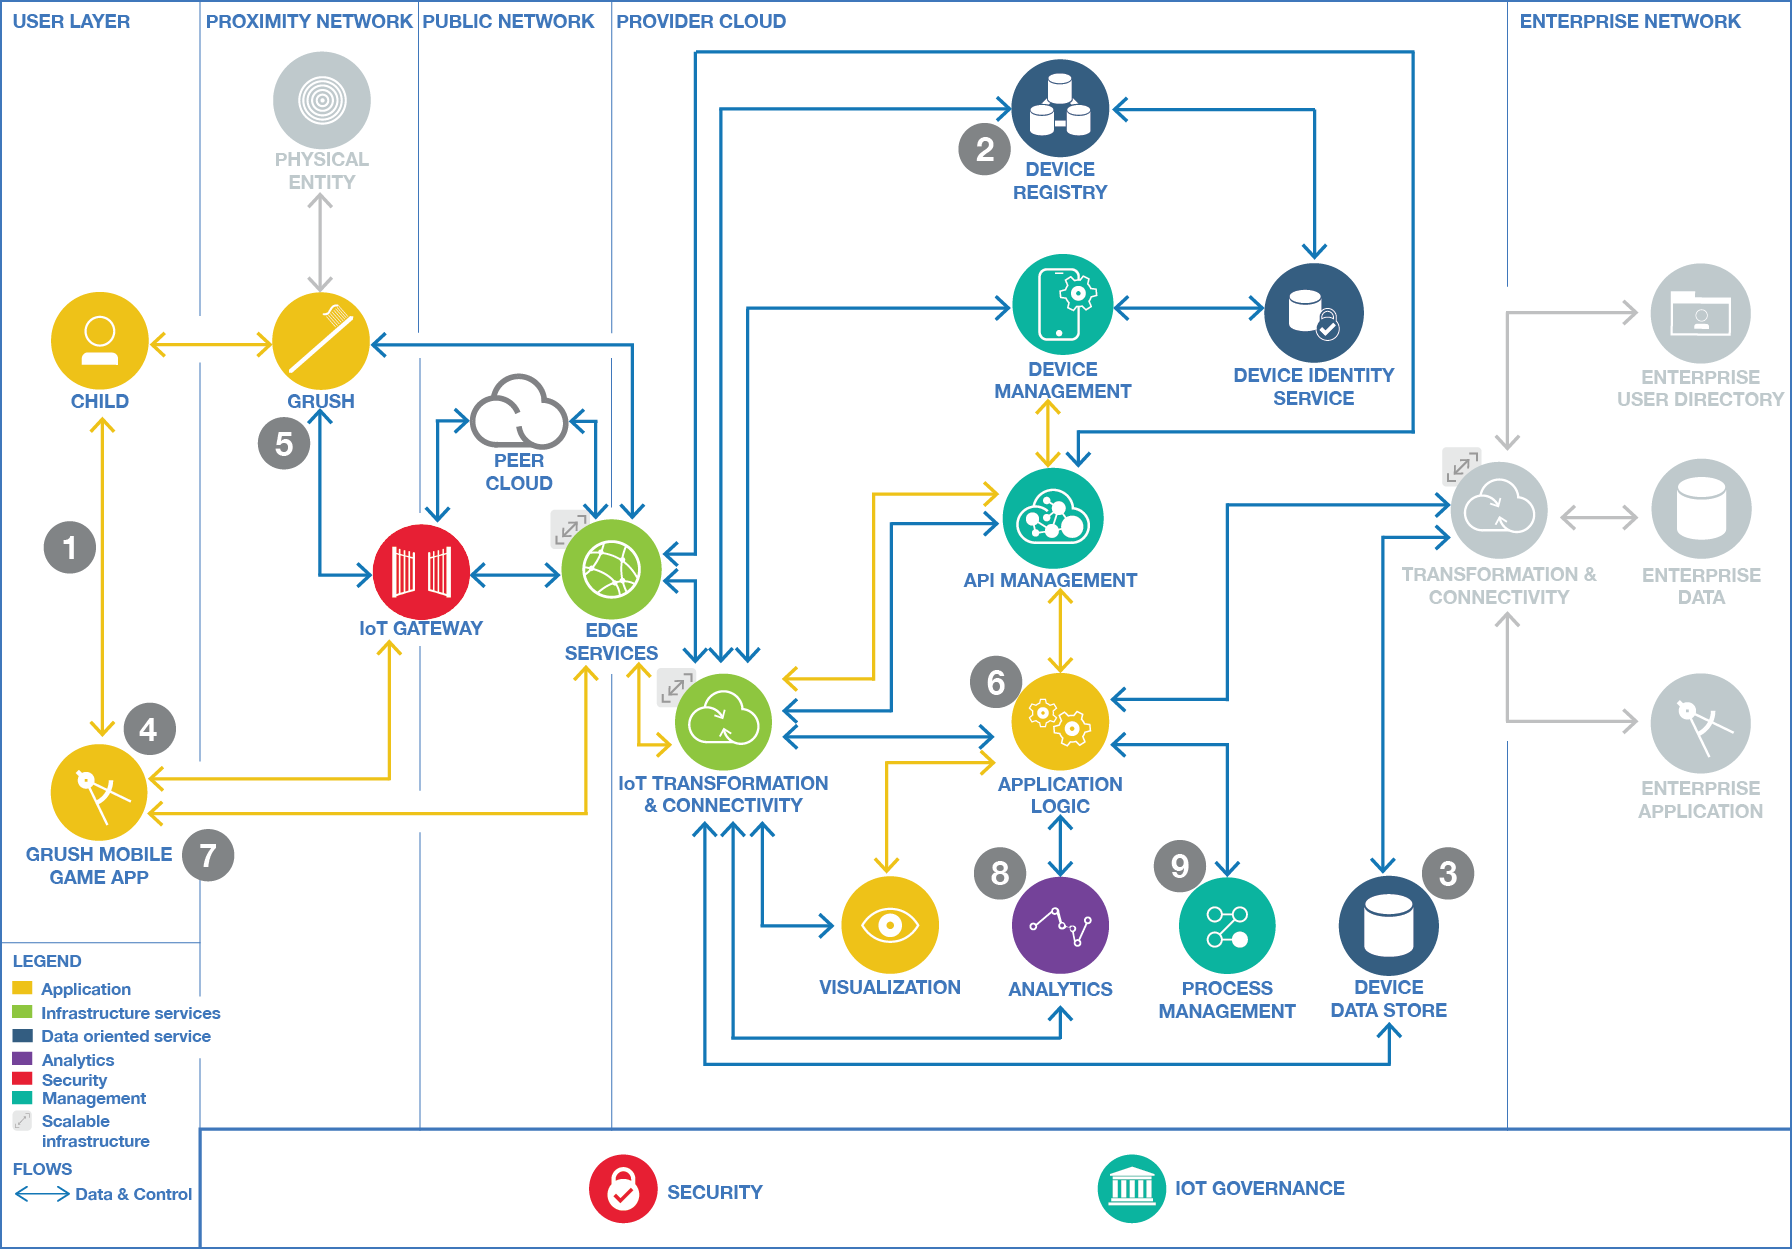 USER LAYER
PROXIMITY NETWORK
PUBLIC NETWORK
PROVIDER CLOUD
ENTERPRISE NETWORK
PHYSICAL
ENTITY
2
DEVICE
REGISTRY
CHILD
GRUSH
5
PEER
CLOUD
DEVICE
MANAGEMENT
DEVICE IDENTITY
SERVICE
ENTERPRISE
USER DIRECTORY
1
IoT GATEWAY
EDGE
SERVICES
API MANAGEMENT
TRANSFORMATION &
CONNECTIVITY
ENTERPRISE
DATA
4
6
IoT TRANSFORMATION
& CONNECTIVITY
APPLICATION
LOGIC
ENTERPRISE
APPLICATION
GRUSH MOBILE
GAME APP
7
8
9
3
VISUALIZATION
ANALYTICS
PROCESS
MANAGEMENT
DEVICE
DATA STORE
LEGEND
Application
Infrastructure services
Data oriented service
Analytics
Security
Management
Scalable
infrastructure
FLOWS
Data & Control
SECURITY
IOT GOVERNANCE